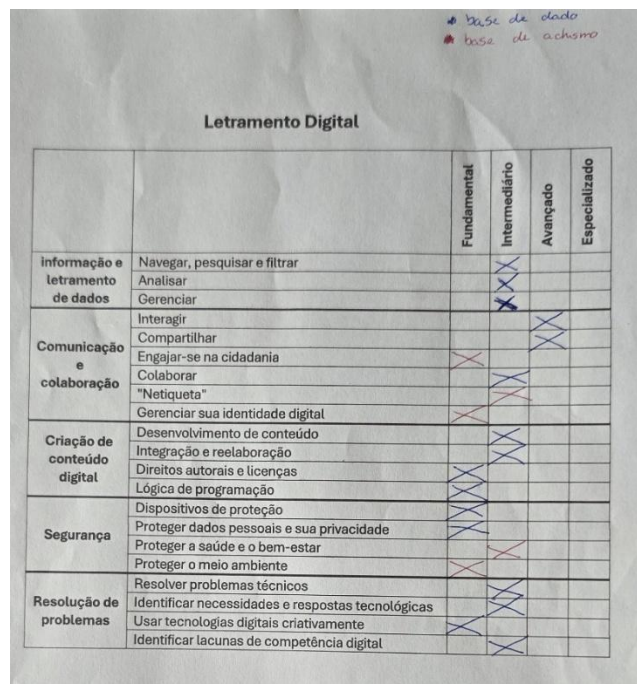 base de dado
base de achismo
Letramento Digital
Fundamental
Intermediário
Avançado
Especializado
informação e letramento de dados
Navegar, pesquisar e filtrar
Analisar
Gerenciar
Comunicação e colaboração
Interagir
Compartilhar
Engajar-se na cidadania
Colaborar
"Netiqueta"
Gerenciar sua identidade digital
Criação de conteúdo digital
Desenvolvimento de conteúdo
Integração e reelaboração
Direitos autorais e licenças
Lógica de programação
Segurança
Dispositivos de proteção
Proteger dados pessoais e sua privacidade
Proteger a saúde e o bem-estar
Proteger o meio ambiente
Resolução de problemas
Resolver problemas técnicos
Identificar necessidades e respostas tecnológicas
Usar tecnologias digitais criativamente
Identificar lacunas de competência digital